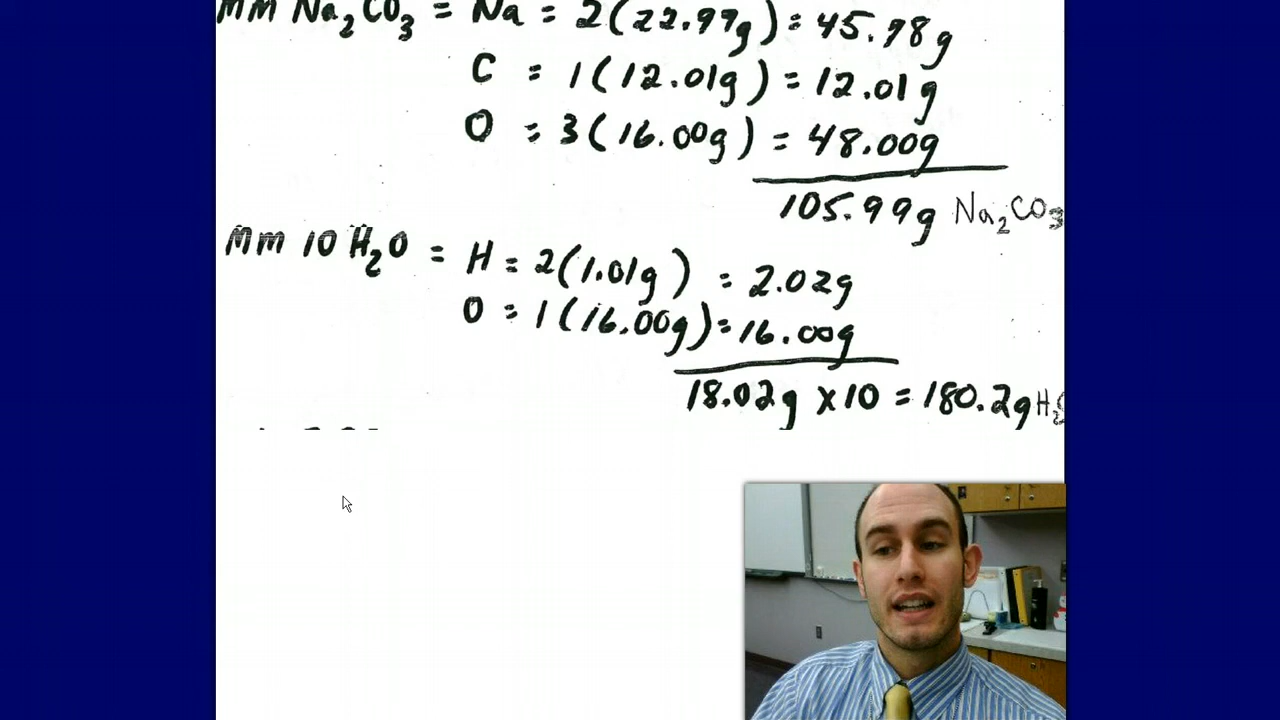 MM Na₂CO₃ = Na = 2(22.99g) = 45.98g
C = 1(12.01g) = 12.01g
O = 3(16.00g) = 48.00g
105.99g Na₂CO₃
MM 10 H₂O = H = 2(1.01g) = 2.02g
O = 1(16.00g) = 16.00g
18.02g x10 = 180.2g H₂